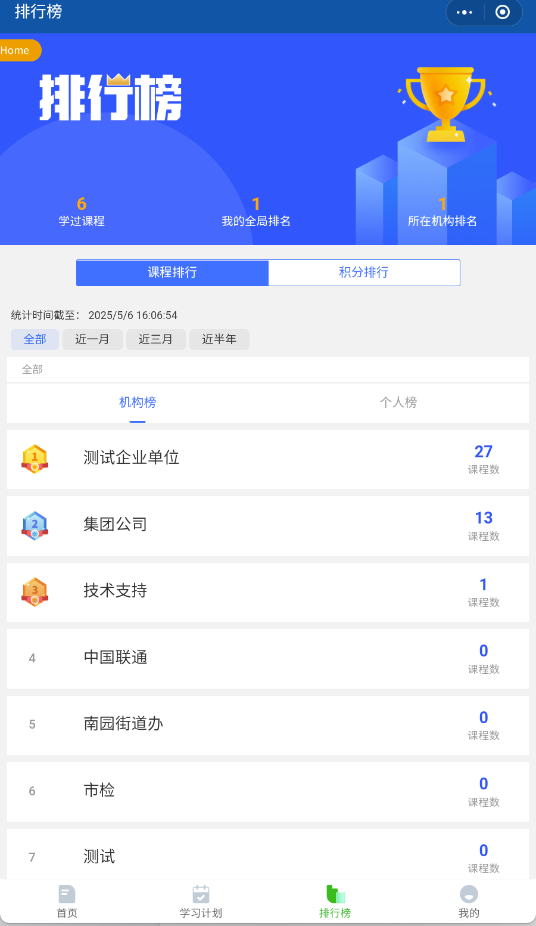 排行榜
Home
排行榜
6
学过课程
1
我的全局排名
1
所在机构排名
课程排行
积分排行
统计时间截至： 2025/5/6 16:06:54
全部
近一月
近三月
近半年
全部
机构榜
个人榜
1
测试企业单位
27
课程数
2
集团公司
13
课程数
3
技术支持
1
课程数
4
中国联通
0
课程数
5
南园街道办
0
课程数
6
市检
0
课程数
7
测试
0
课程数
首页
学习计划
排行榜
我的